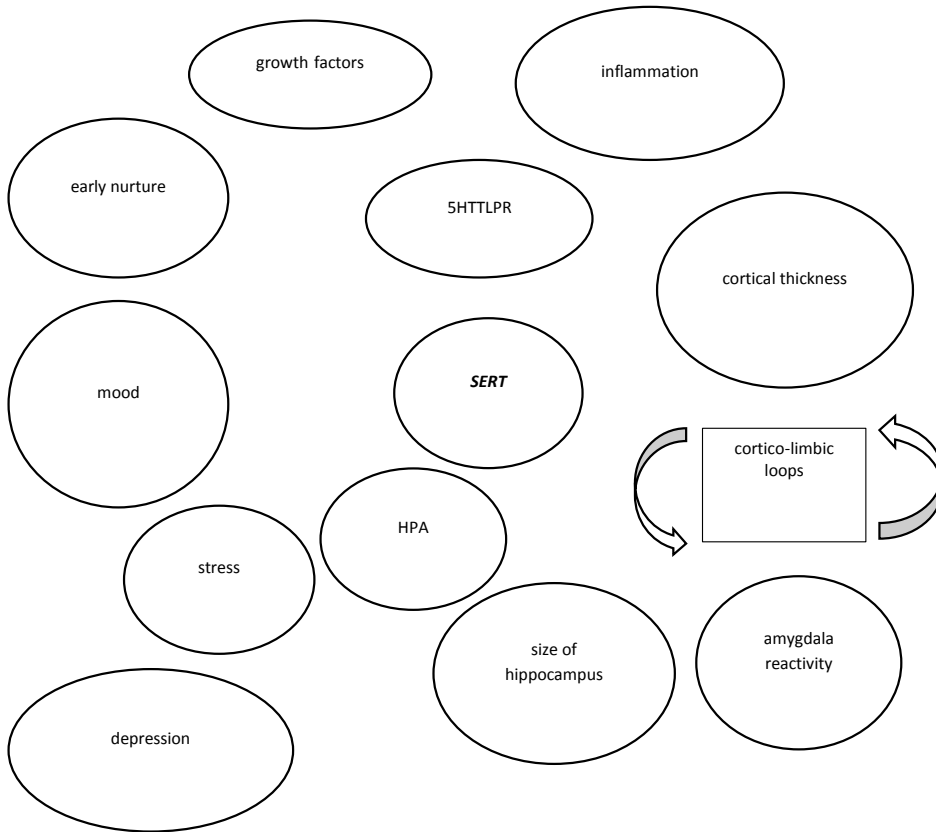 growth factors
inflammation
early nurture
5HTTLPR
cortical thickness
mood
SERT
cortico-limbic
loops
HPA
stress
size of
hippocampus
amygdala
reactivity
depression